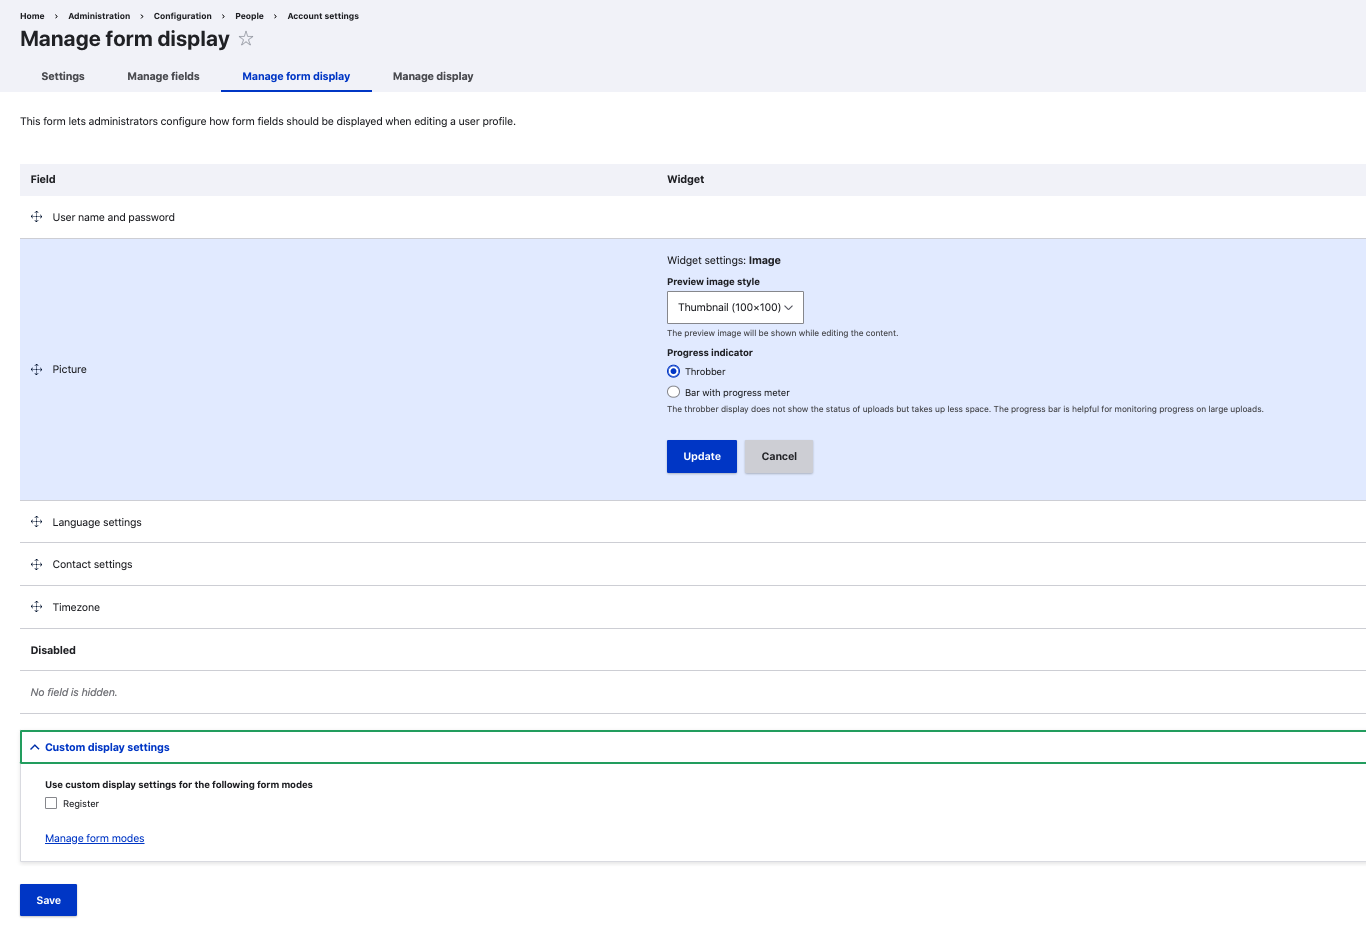 Home › Administration › Configuration › People › Account settings
Manage form display ☆
Settings Manage fields Manage form display Manage display
This form lets administrators configure how form fields should be displayed when editing a user profile.
Field Widget
User name and password
Widget settings: Image
Preview image style
Thumbnail (100×100)
The preview image will be shown while editing the content.
Progress indicator
Picture
Throbber
Bar with progress meter
The throbber display does not show the status of uploads but takes up less space. The progress bar is helpful for monitoring progress on large uploads.
Update Cancel
Language settings
Contact settings
Timezone
Disabled
No field is hidden.
Custom display settings
Use custom display settings for the following form modes
Register
Manage form modes
Save